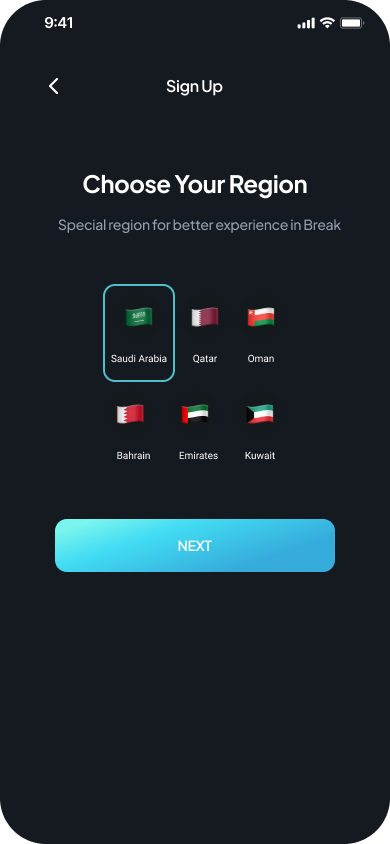 9:41
Sign Up
Choose Your Region
Special region for better experience in Break
Saudi Arabia
Qatar
Oman
Bahrain
Emirates
Kuwait
NEXT